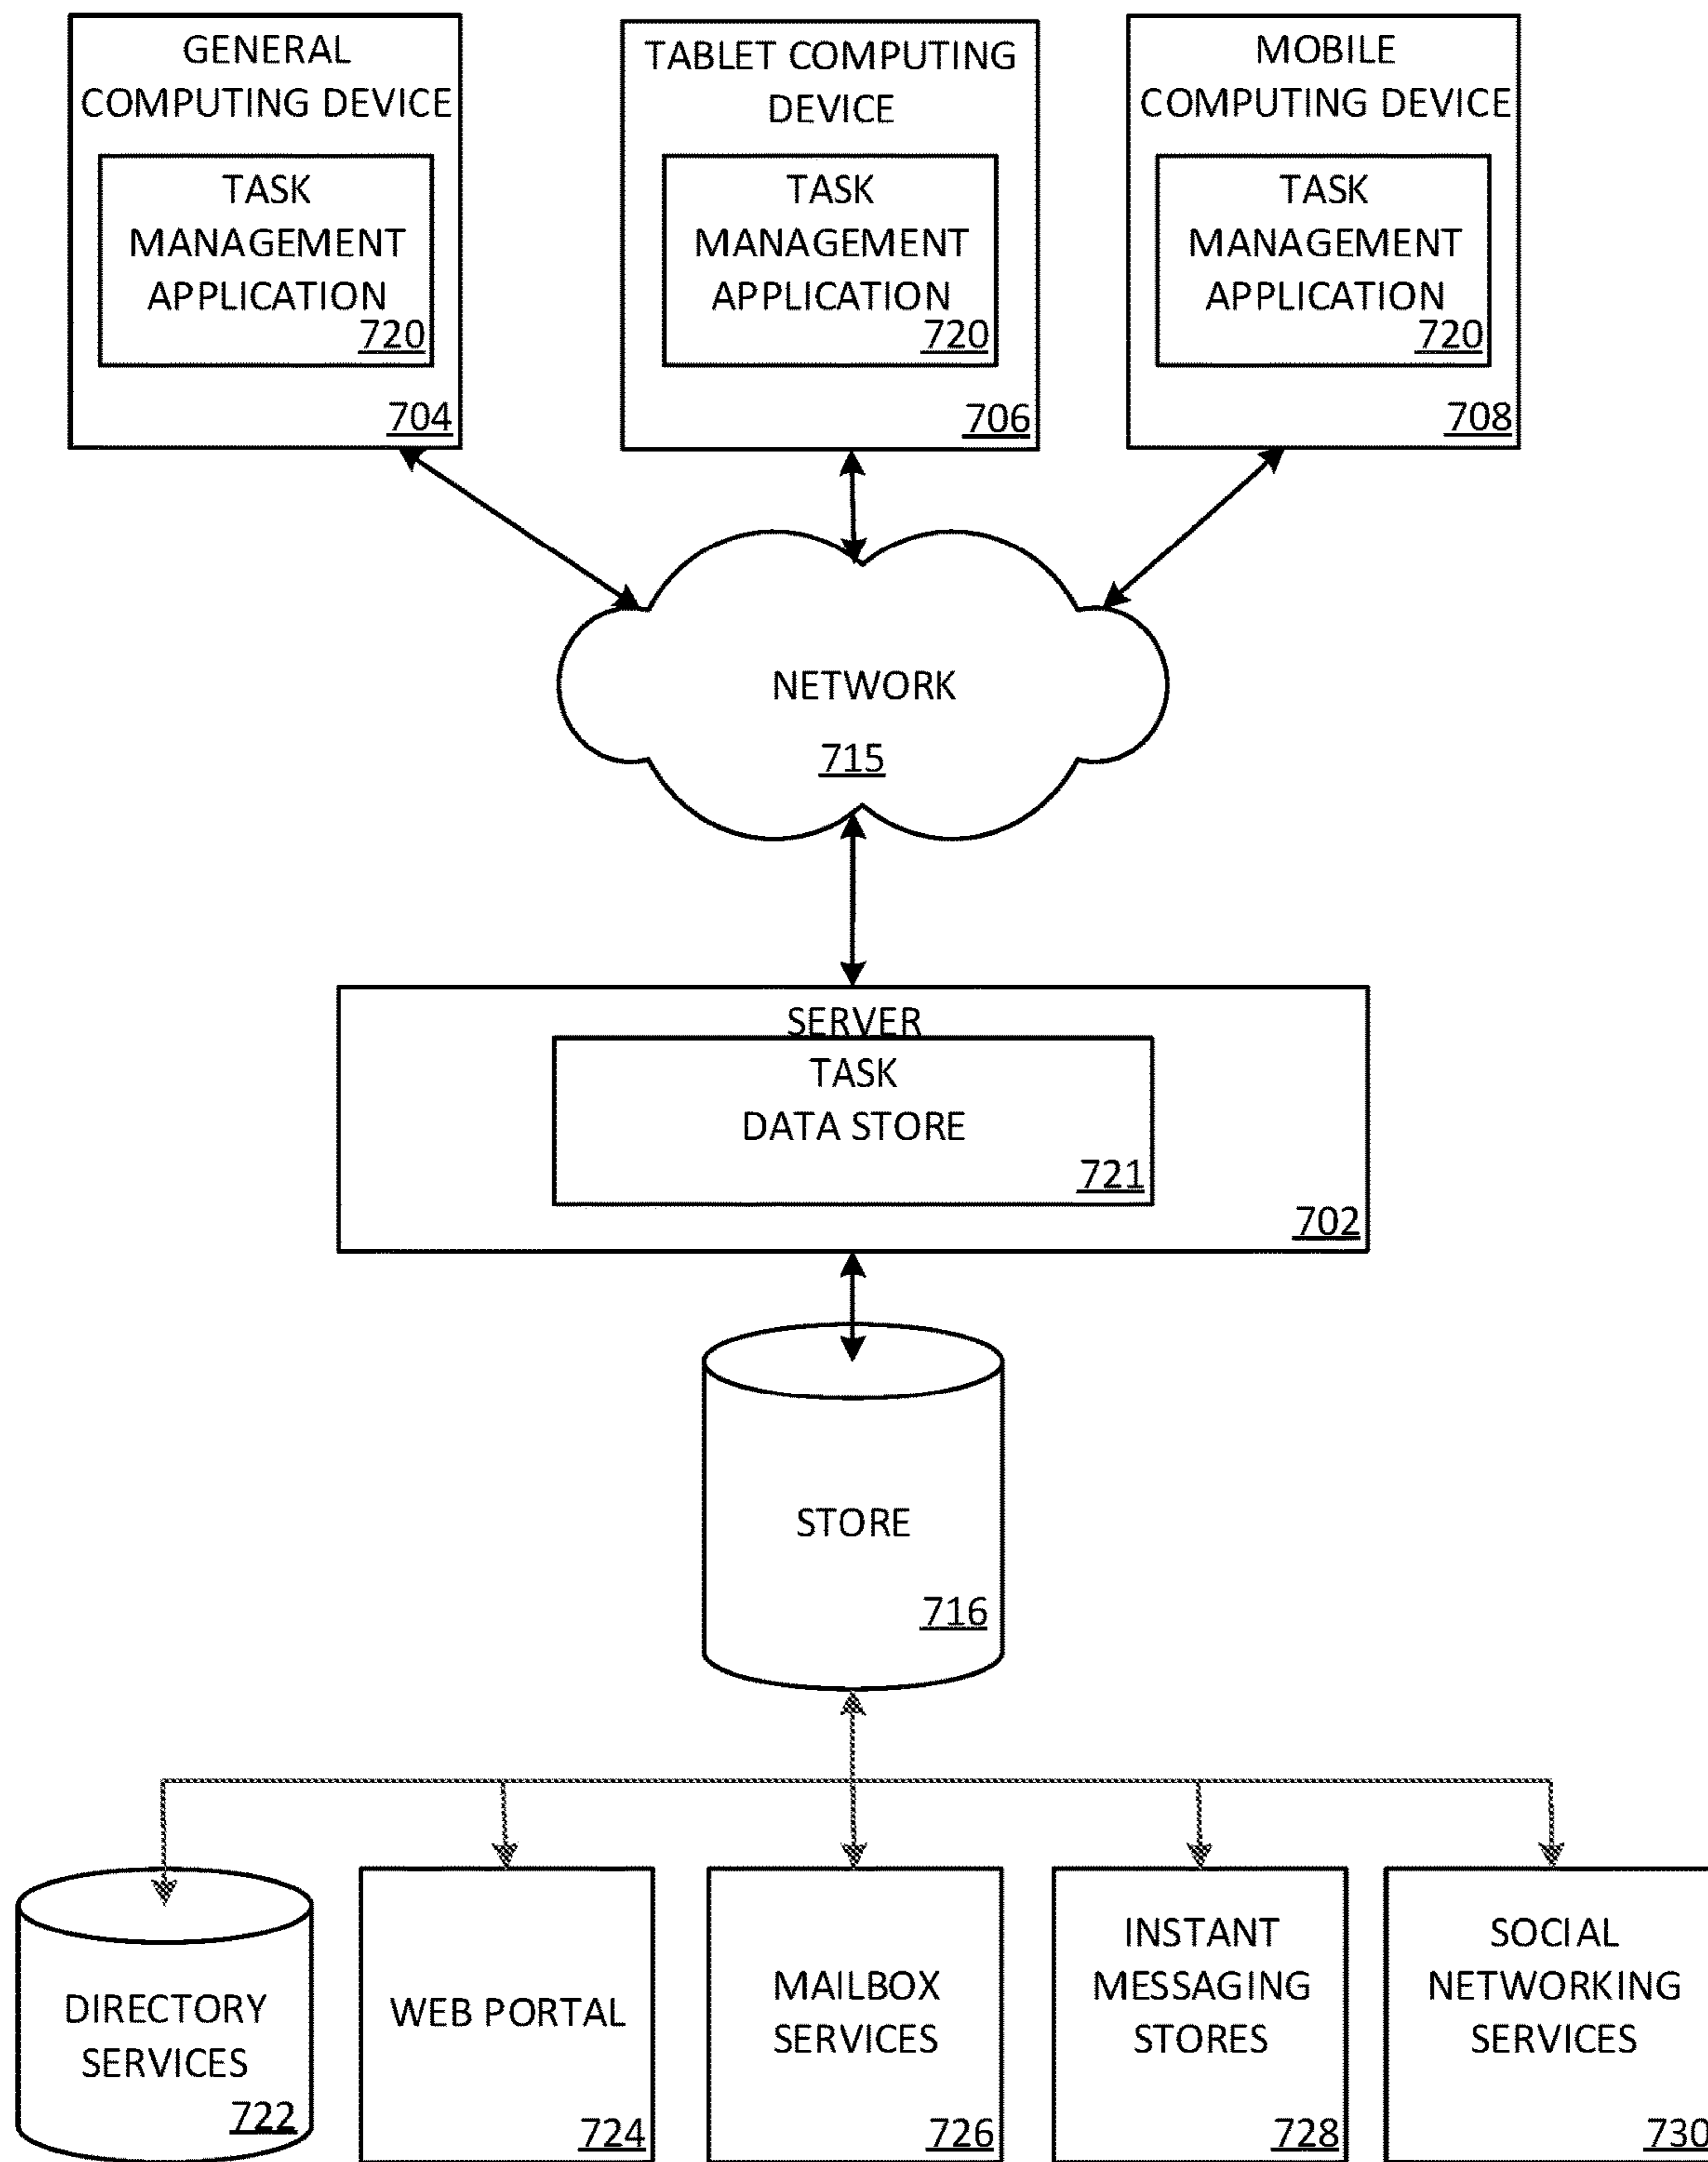 GENERAL
COMPUTING DEVICE
TASK
MANAGEMENT
APPLICATION
720
704
TABLET COMPUTING
DEVICE
TASK
MANAGEMENT
APPLICATION
720
706
MOBILE
COMPUTING DEVICE
TASK
MANAGEMENT
APPLICATION
720
708
NETWORK
715
SERVER
TASK
DATA STORE
721
702
STORE
716
DIRECTORY
SERVICES
722
WEB PORTAL
724
MAILBOX
SERVICES
726
INSTANT
MESSAGING
STORES
728
SOCIAL
NETWORKING
SERVICES
730